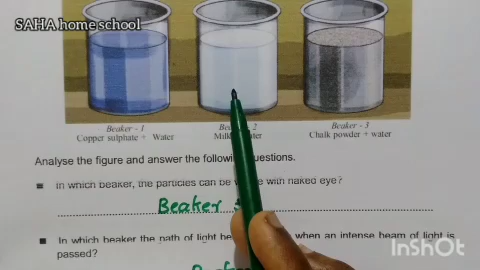 SAHA home school
Beaker - 1
Copper sulphate + Water
Beaker - 3
Chalk powder + water
Analyse the figure and answer the following questions.
In which beaker, the particles can be with naked eye?
Beaker
In which beaker the path of light when an intense beam of light is
passed?
InShOt